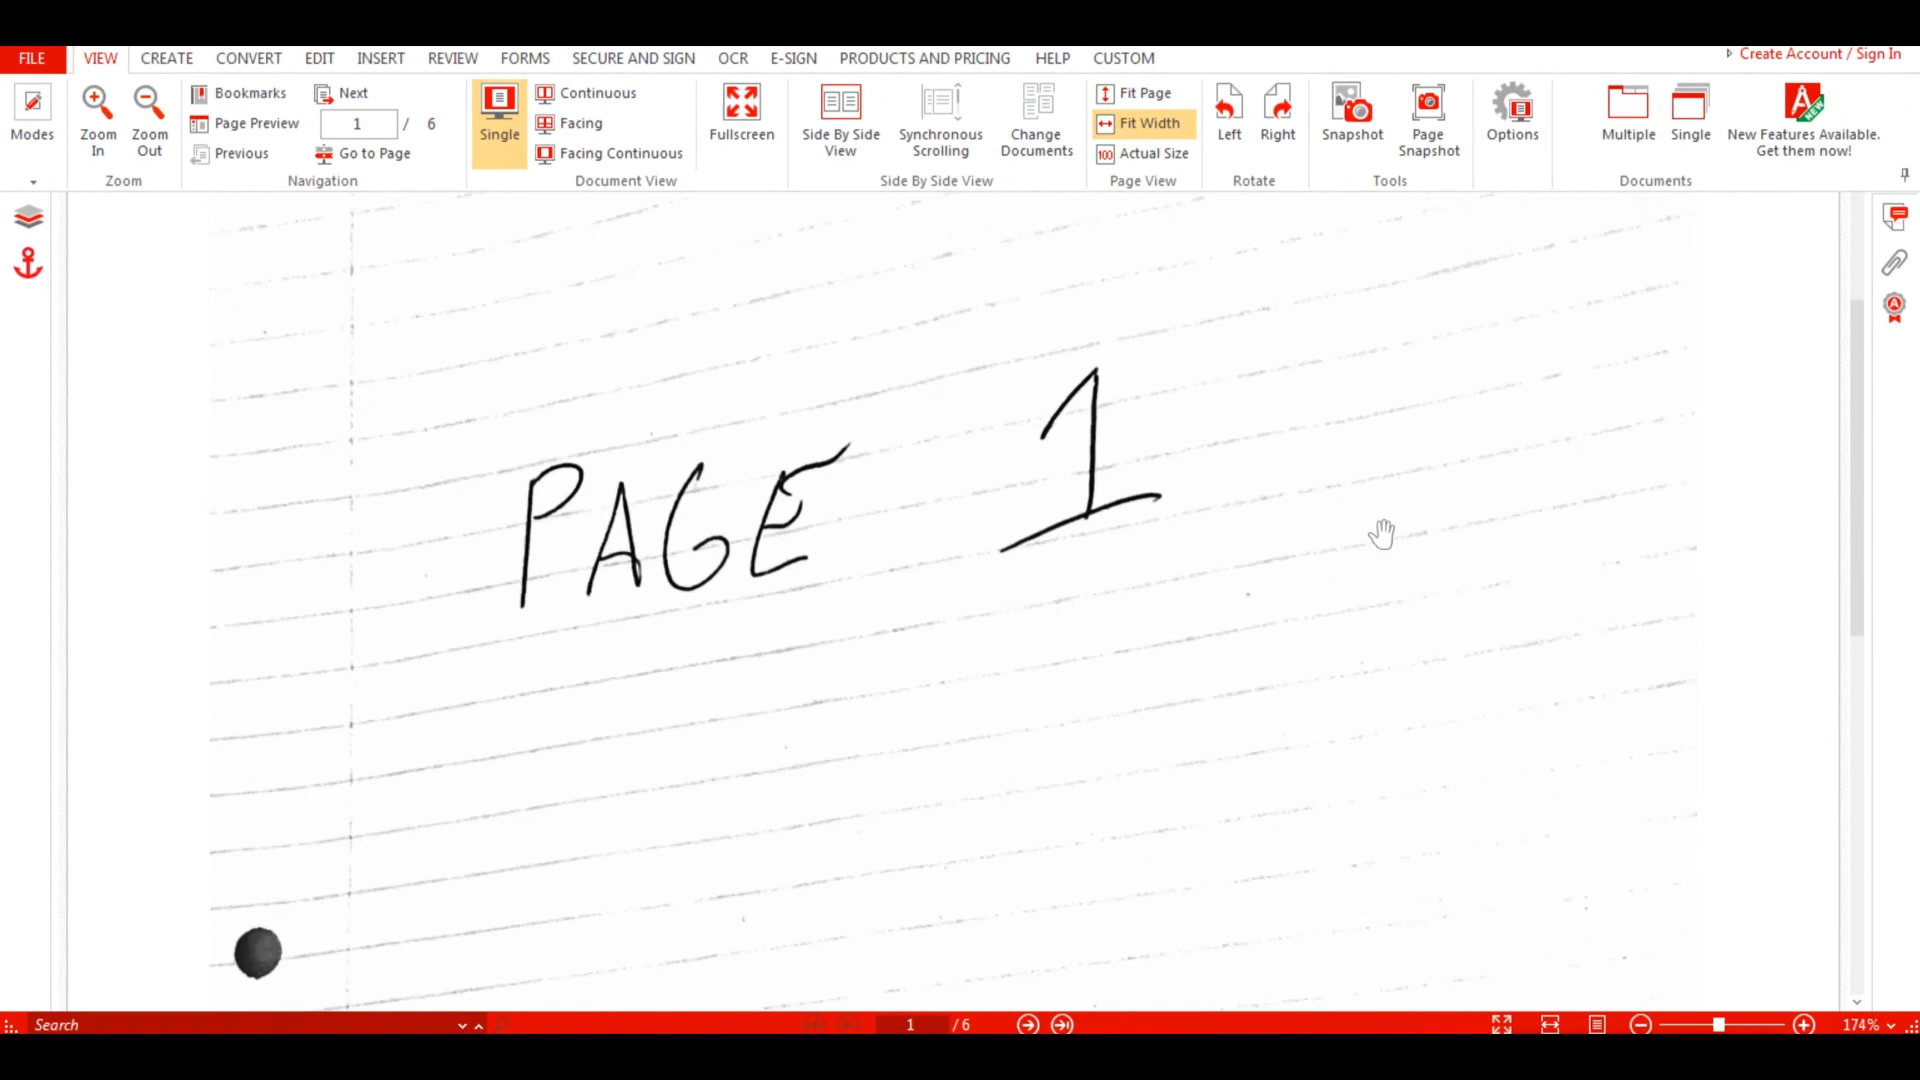 FILE VIEW CREATE CONVERT EDIT INSERT REVIEW FORMS SECURE AND SIGN OCR E-SIGN PRODUCTS AND PRICING HELP CUSTOM Create Account / Sign In
Modes
Zoom In
Zoom Out
Zoom
Bookmarks
Page Preview
Previous
Next
1 / 6
Go to Page
Navigation
Single
Continuous
Facing
Facing Continuous
Document View
Fullscreen
Side By Side View
Synchronous Scrolling
Change Documents
Side By Side View
Fit Page
Fit Width
100 Actual Size
Page View
Left
Right
Rotate
Snapshot
Page Snapshot
Tools
Options
Multiple
Single
Documents
NEW
New Features Available.
Get them now!
PAGE 1
Search 1 / 6 174%